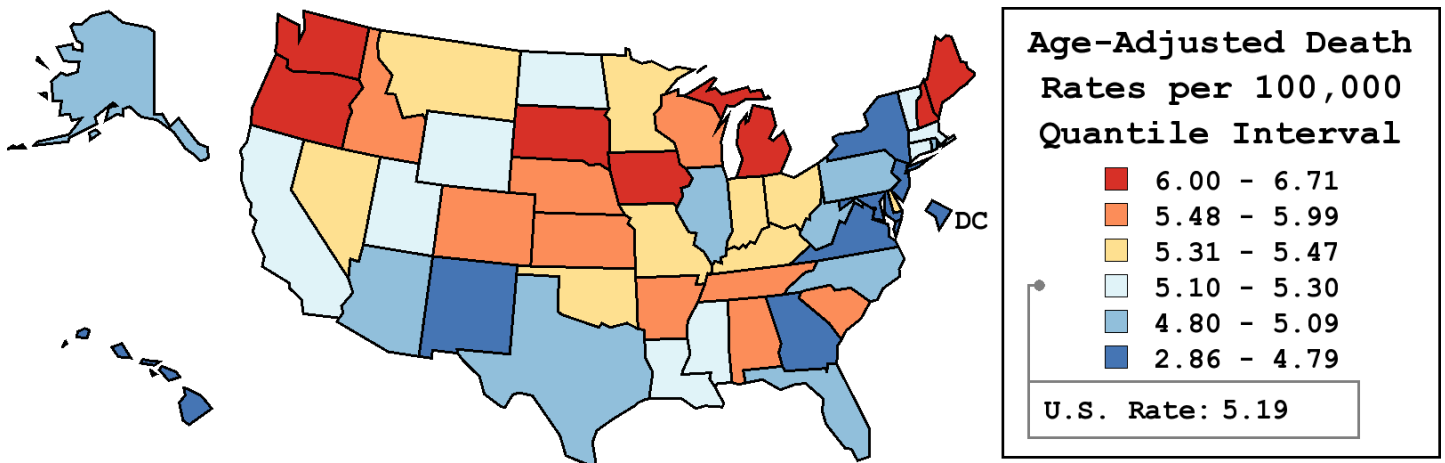 Age-Adjusted Death
Rates per 100,000
Quantile Interval
6.00 - 6.71
5.48 - 5.99
5.31 - 5.47
5.10 - 5.30
4.80 - 5.09
2.86 - 4.79
U.S. Rate: 5.19
DC